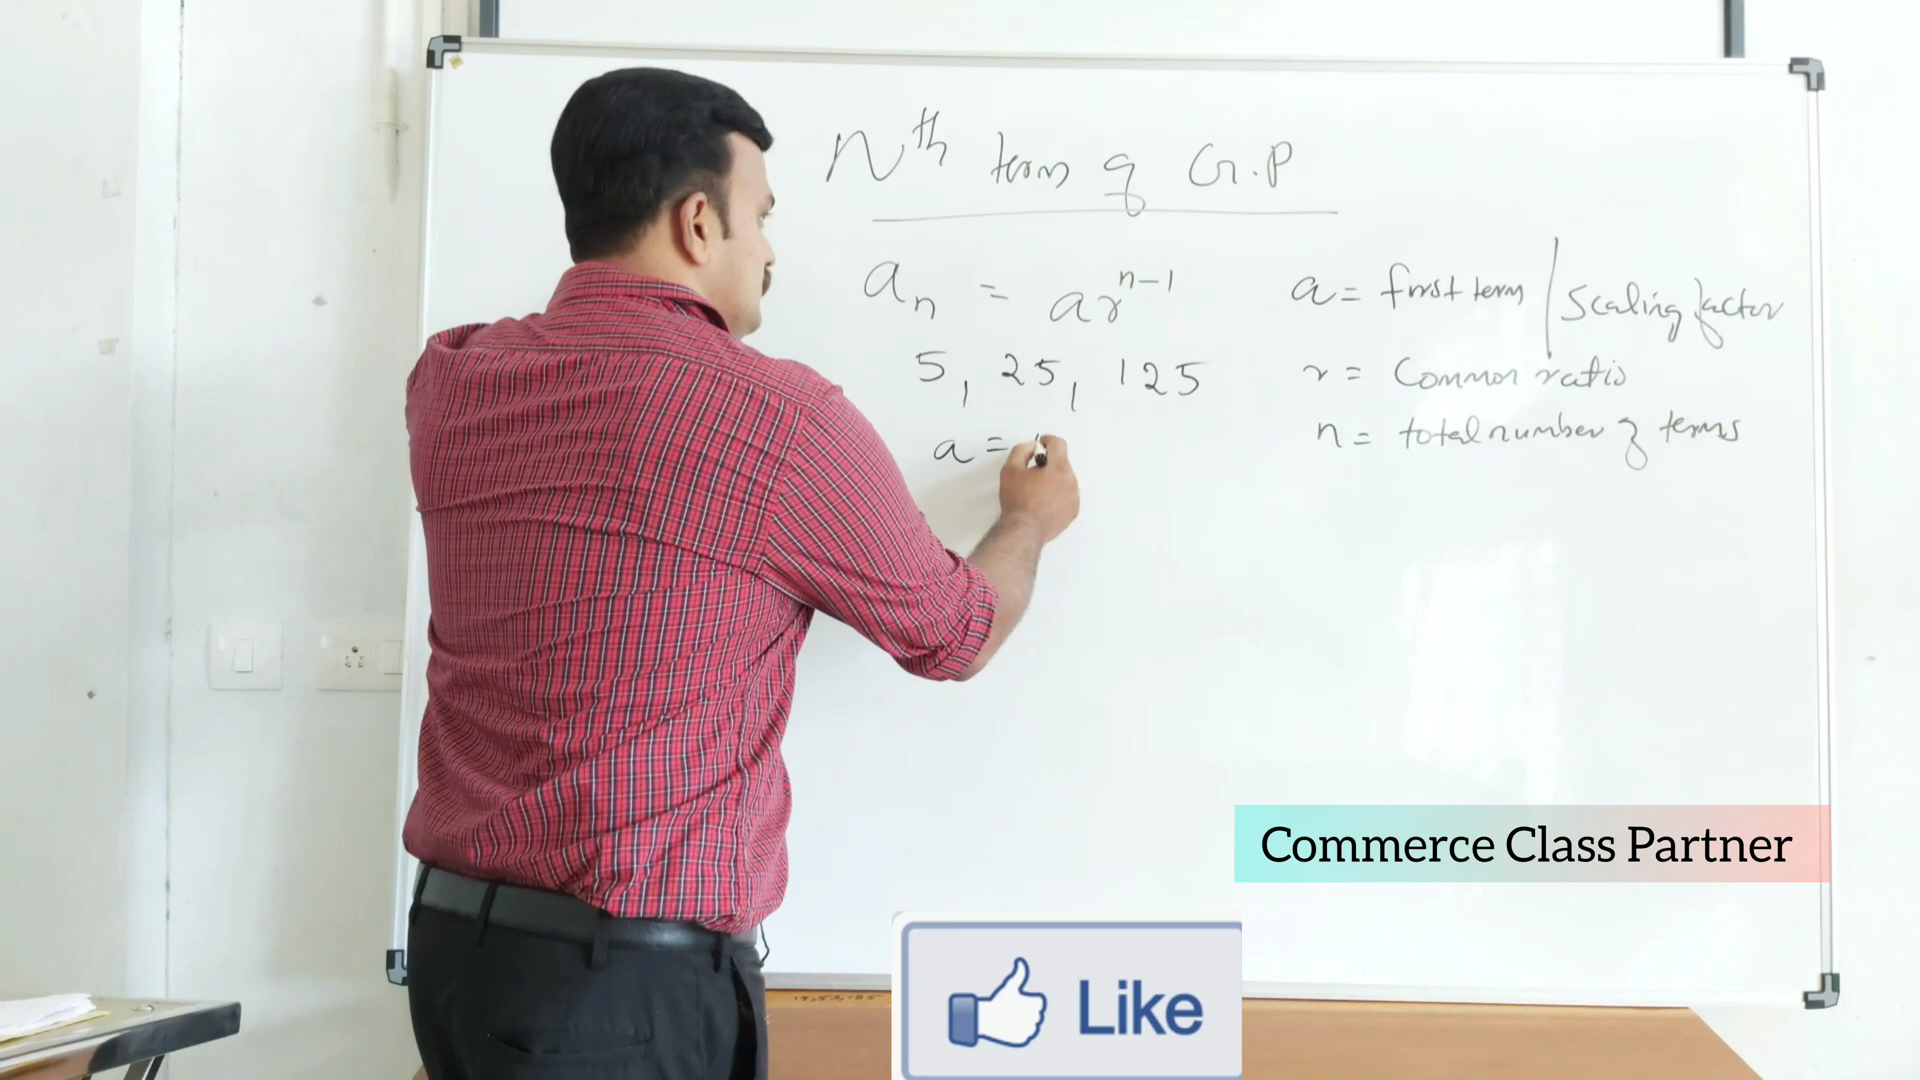 Nth term of G.P
aₙ = arⁿ⁻¹
a = first term / Scaling factor
5, 25, 125
r = Common ratio
a =
n = total number of terms
Commerce Class Partner
Like